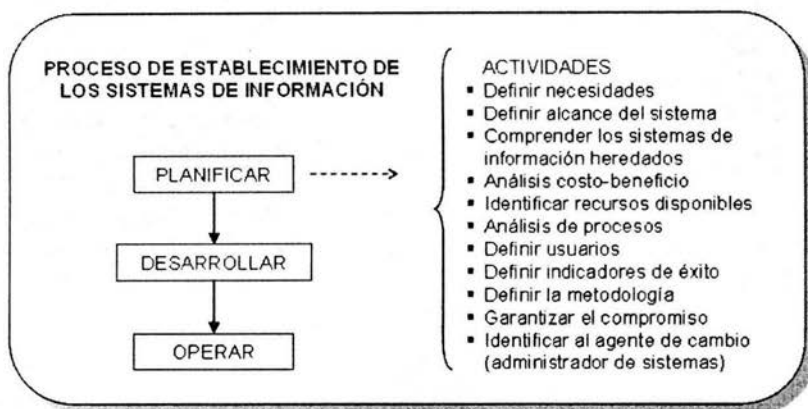 PROCESO DE ESTABLECIMIENTO DE
LOS SISTEMAS DE INFORMACIÓN
PLANIFICAR
DESARROLLAR
OPERAR
ACTIVIDADES
▪ Definir necesidades
▪ Definir alcance del sistema
▪ Comprender los sistemas de
información heredados
▪ Análisis costo-beneficio
▪ Identificar recursos disponibles
▪ Análisis de procesos
▪ Definir usuarios
▪ Definir indicadores de éxito
▪ Definir la metodología
▪ Garantizar el compromiso
▪ Identificar al agente de cambio
(administrador de sistemas)